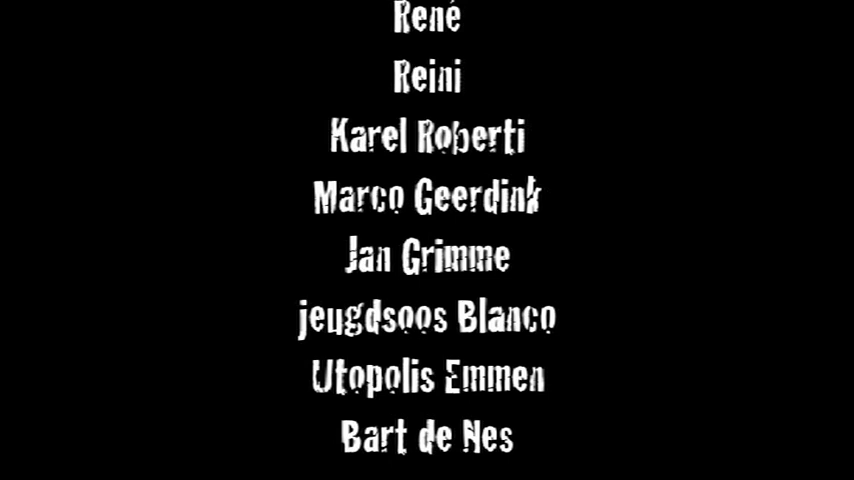 René
Reini
Karel Roberti
Marco Geerdink
Jan Grimme
jeugdsoos Blanco
Utopolis Emmen
Bart de Nes